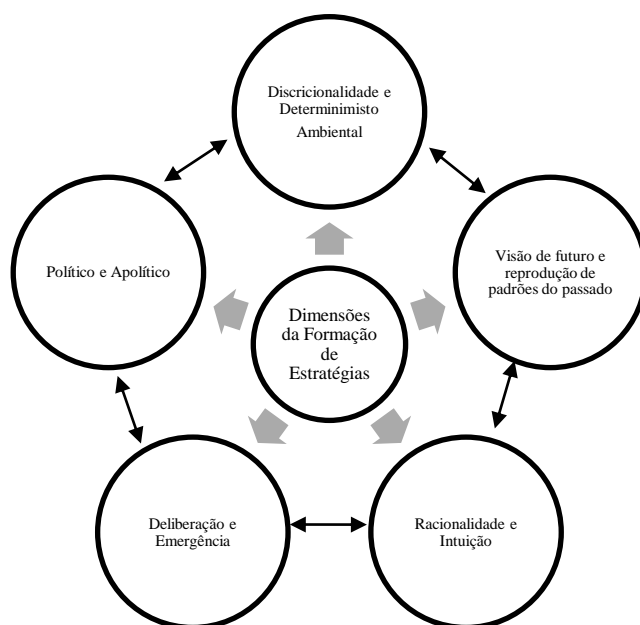 Discricionalidade e
Determinimisto
Ambiental
Político e Apolítico
Visão de futuro e
reprodução de
padrões do passado
Dimensões
da Formação
de
Estratégias
Deliberação e
Emergência
Racionalidade e
Intuição